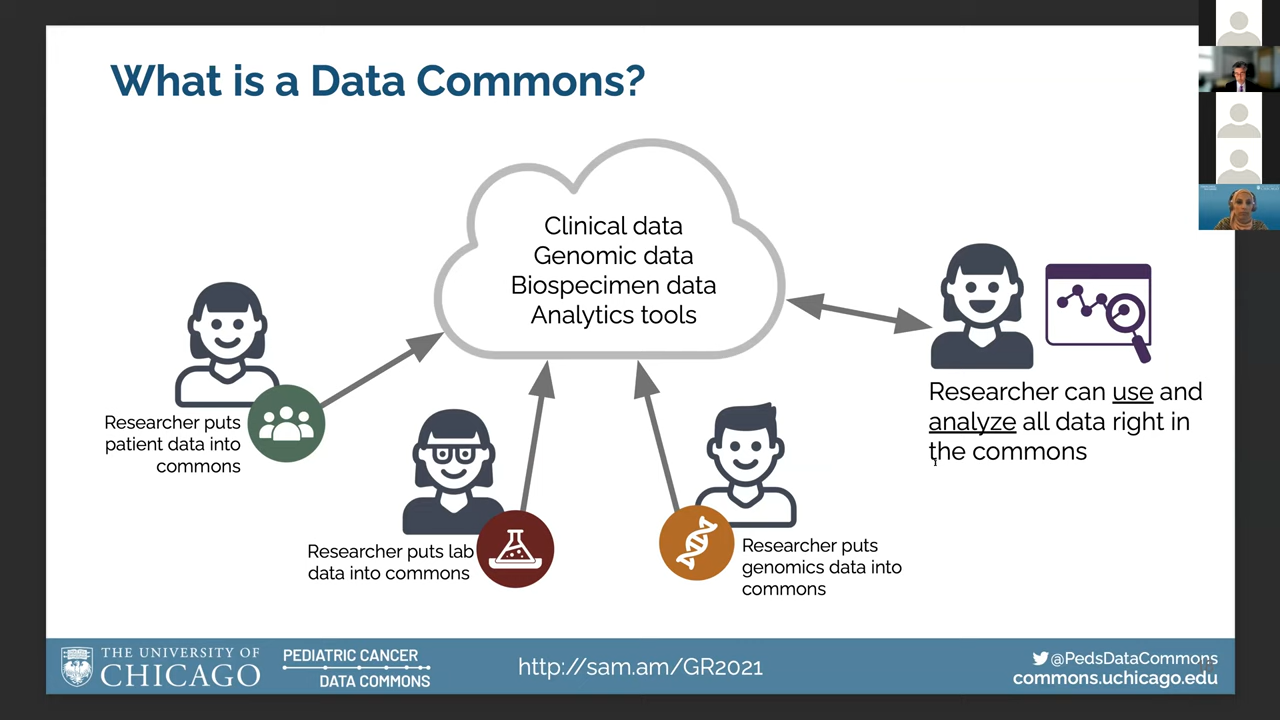 What is a Data Commons?
Clinical data
Genomic data
Biospecimen data
Analytics tools
Researcher puts
patient data into
commons
Researcher puts lab
data into commons
Researcher puts
genomics data into
commons
Researcher can use and
analyze all data right in
the commons
THE UNIVERSITY OF
CHICAGO
PEDIATRIC CANCER
DATA COMMONS
http://sam.am/GR2021
@PedsDataCommons
commons.uchicago.edu